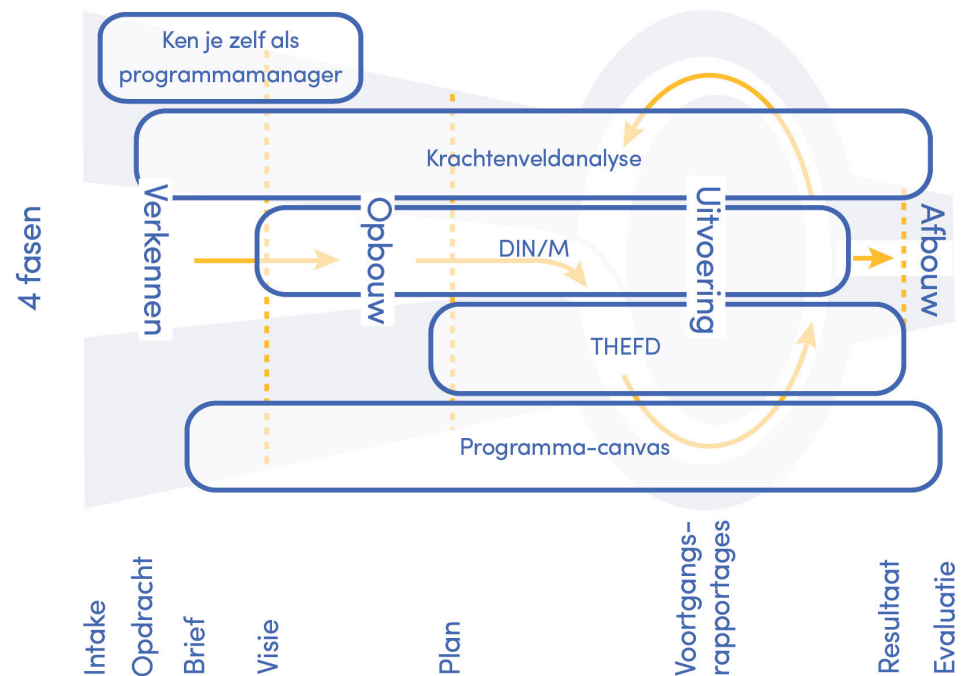 Ken je zelf als
programmamanager
Krachtenveldanalyse
4 fasen
Verkennen
Opbouw
DIN/M
Uitvoering
Afbouw
THEFD
Programma-canvas
Intake
Opdracht
Brief
Visie
Plan
Voortgangs-
rapportages
Resultaat
Evaluatie